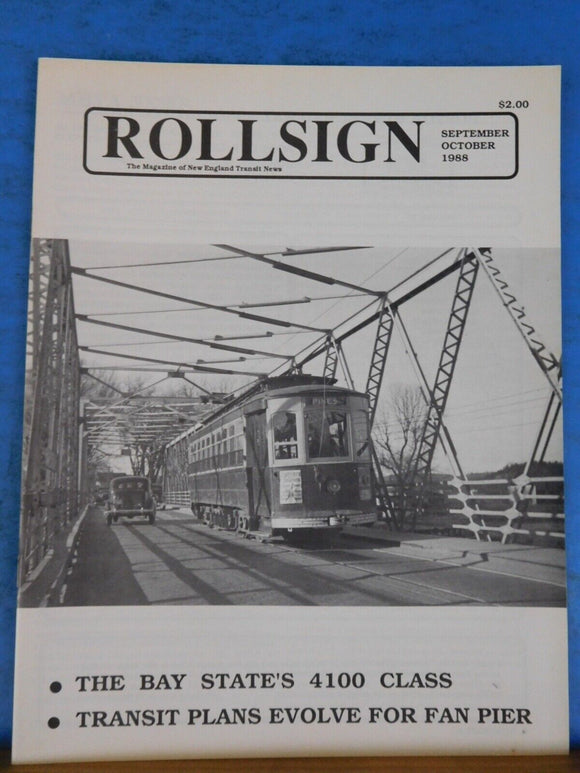 $2.00
ROLLSIGN
SEPTEMBER
OCTOBER
1988
The Magazine of New England Transit News
PINES
• THE BAY STATE'S 4100 CLASS
• TRANSIT PLANS EVOLVE FOR FAN PIER